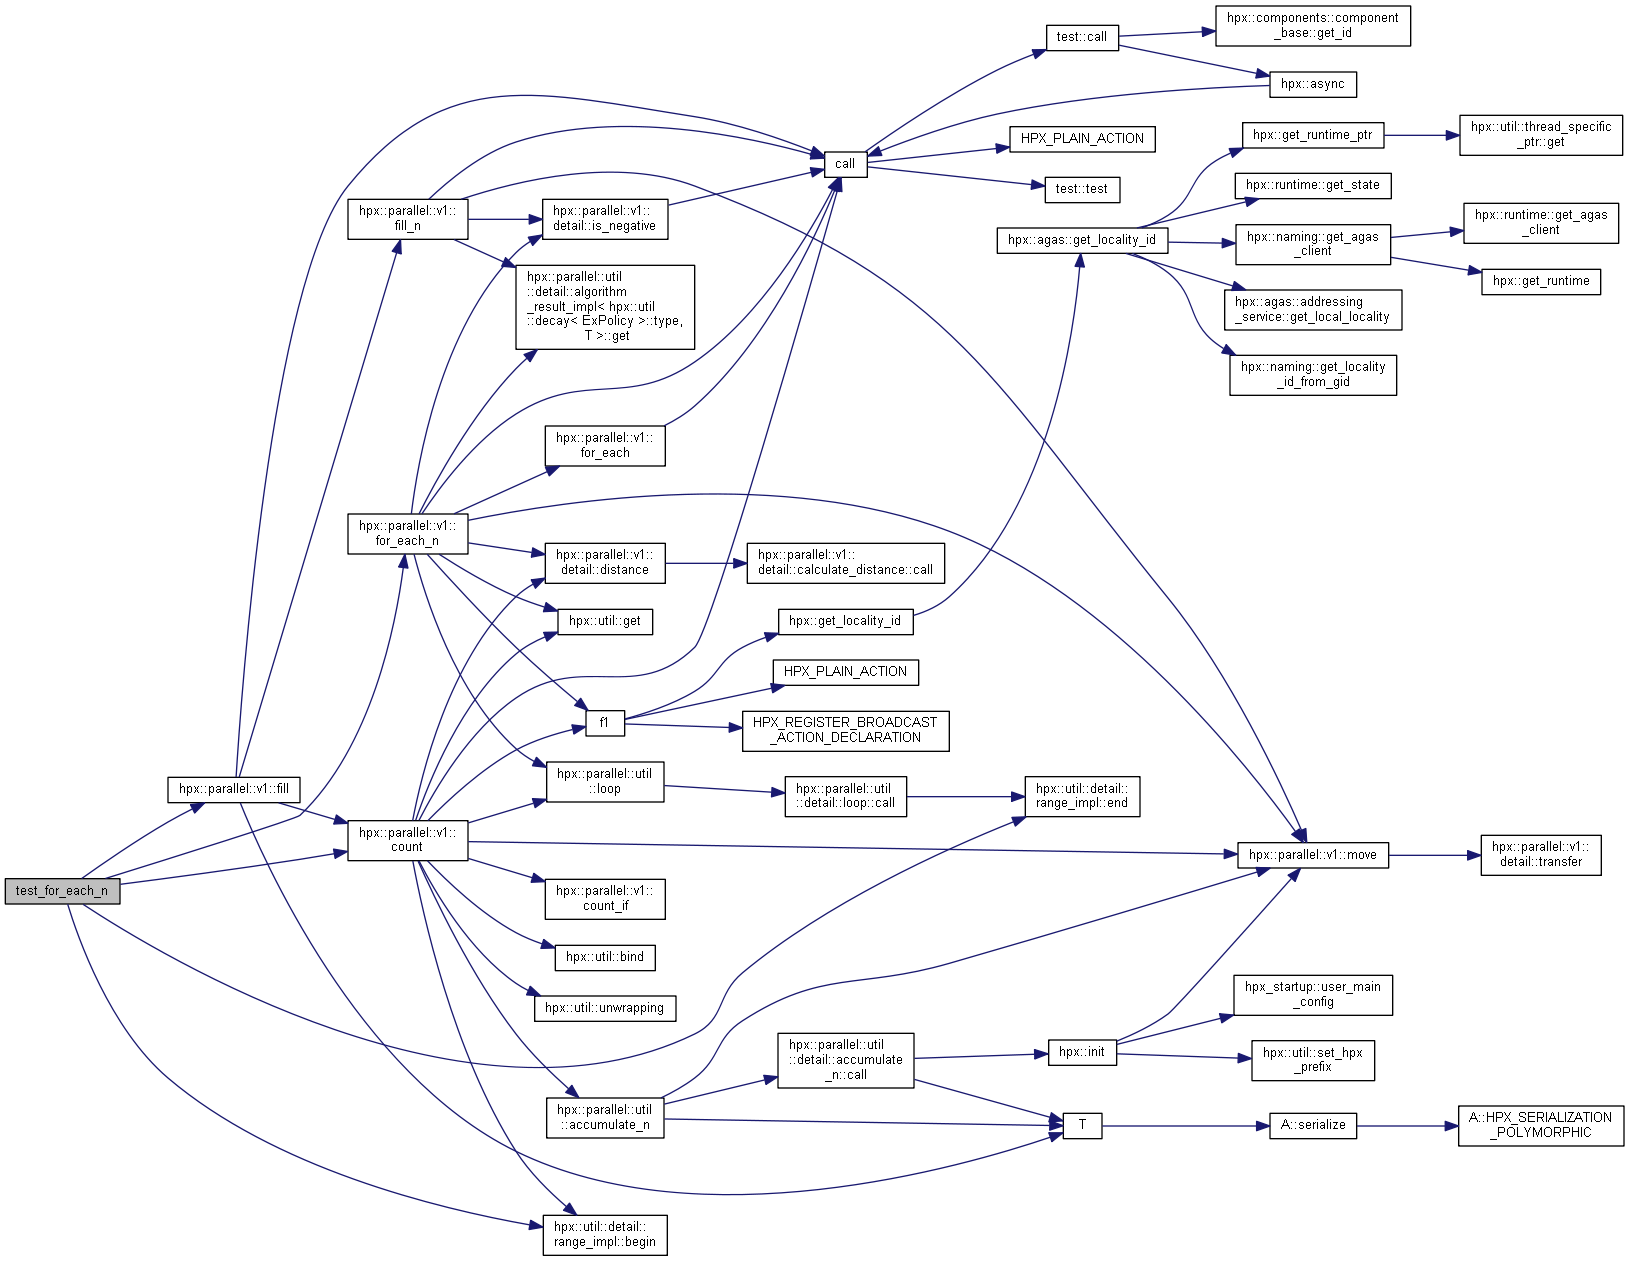 test_for_each_n
hpx::parallel::v1::fill
hpx::parallel::v1::
fill_n
hpx::parallel::v1::
for_each_n
hpx::parallel::v1::
count
hpx::parallel::v1::
detail::is_negative
hpx::parallel::util
::detail::algorithm
_result_impl< hpx::util
::decay< ExPolicy >::type,
T >::get
hpx::parallel::v1::
for_each
hpx::parallel::v1::
detail::distance
hpx::util::get
f1
hpx::parallel::util
::loop
hpx::parallel::v1::
count_if
hpx::util::bind
hpx::util::unwrapping
hpx::parallel::util
::accumulate_n
hpx::util::detail::
range_impl::begin
call
hpx::parallel::v1::
detail::calculate_distance::call
hpx::get_locality_id
HPX_PLAIN_ACTION
HPX_REGISTER_BROADCAST
_ACTION_DECLARATION
hpx::parallel::util
::detail::loop::call
hpx::parallel::util
::detail::accumulate
_n::call
test::call
HPX_PLAIN_ACTION
test::test
hpx::agas::get_locality_id
hpx::util::detail::
range_impl::end
hpx::init
T
hpx::components::component
_base::get_id
hpx::async
hpx::get_runtime_ptr
hpx::runtime::get_state
hpx::naming::get_agas
_client
hpx::agas::addressing
_service::get_local_locality
hpx::naming::get_locality
_id_from_gid
hpx::parallel::v1::move
hpx_startup::user_main
_config
hpx::util::set_hpx
_prefix
A::serialize
hpx::util::thread_specific
_ptr::get
hpx::runtime::get_agas
_client
hpx::get_runtime
hpx::parallel::v1::
detail::transfer
A::HPX_SERIALIZATION
_POLYMORPHIC